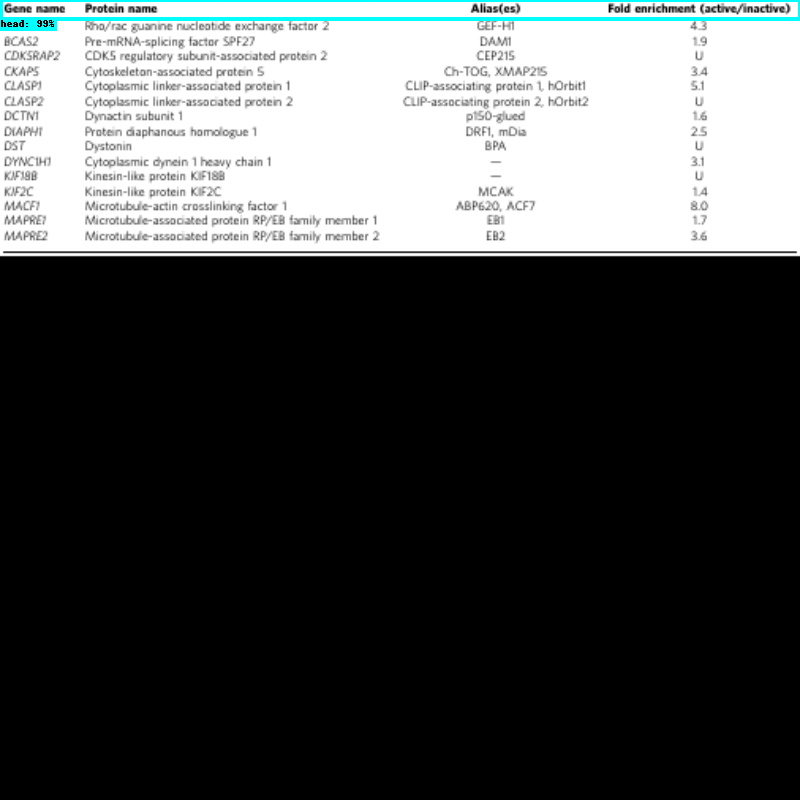 Gene name Protein name Alias(es) Fold enrichment (active/inactive)
head: 99%
Rho/rac guanine nucleotide exchange factor 2 GEF-H1 4.3
BCAS2 Pre-mRNA-splicing factor SPF27 DAM1 1.9
CDK5RAP2 CDK5 regulatory subunit-associated protein 2 CEP215 U
CKAP5 Cytoskeleton-associated protein 5 Ch-TOG, XMAP215 3.4
CLASP1 Cytoplasmic linker-associated protein 1 CLIP-associating protein 1, hOrbit1 5.1
CLASP2 Cytoplasmic linker-associated protein 2 CLIP-associating protein 2, hOrbit2 U
DCTN1 Dynactin subunit 1 p150-glued 1.6
DIAPH1 Protein diaphanous homologue 1 DRF1, mDia 2.5
DST Dystonin BPA U
DYNC1H1 Cytoplasmic dynein 1 heavy chain 1 — 3.1
KIF18B Kinesin-like protein KIF18B — U
KIF2C Kinesin-like protein KIF2C MCAK 1.4
MACF1 Microtubule-actin crosslinking factor 1 ABP620, ACF7 8.0
MAPRE1 Microtubule-associated protein RP/EB family member 1 EB1 1.7
MAPRE2 Microtubule-associated protein RP/EB family member 2 EB2 3.6